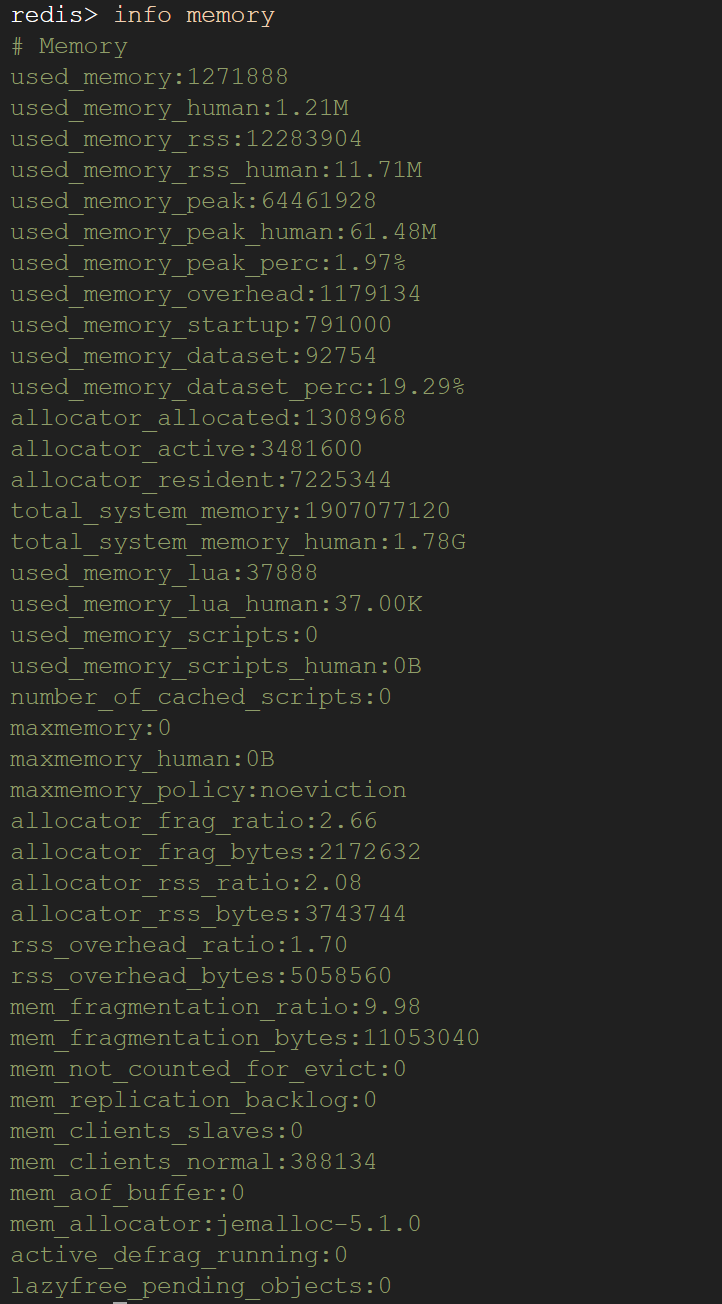 redis> info memory
# Memory
used_memory:1271888
used_memory_human:1.21M
used_memory_rss:12283904
used_memory_rss_human:11.71M
used_memory_peak:64461928
used_memory_peak_human:61.48M
used_memory_peak_perc:1.97%
used_memory_overhead:1179134
used_memory_startup:791000
used_memory_dataset:92754
used_memory_dataset_perc:19.29%
allocator_allocated:1308968
allocator_active:3481600
allocator_resident:7225344
total_system_memory:1907077120
total_system_memory_human:1.78G
used_memory_lua:37888
used_memory_lua_human:37.00K
used_memory_scripts:0
used_memory_scripts_human:0B
number_of_cached_scripts:0
maxmemory:0
maxmemory_human:0B
maxmemory_policy:noeviction
allocator_frag_ratio:2.66
allocator_frag_bytes:2172632
allocator_rss_ratio:2.08
allocator_rss_bytes:3743744
rss_overhead_ratio:1.70
rss_overhead_bytes:5058560
mem_fragmentation_ratio:9.98
mem_fragmentation_bytes:11053040
mem_not_counted_for_evict:0
mem_replication_backlog:0
mem_clients_slaves:0
mem_clients_normal:388134
mem_aof_buffer:0
mem_allocator:jemalloc-5.1.0
active_defrag_running:0
lazyfree_pending_objects:0